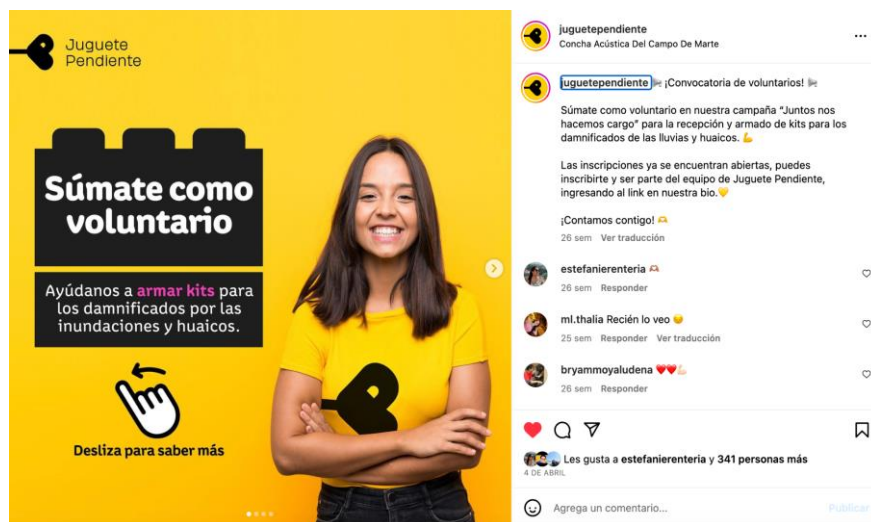 Juguete
Pendiente
Súmate como
voluntario
Ayúdanos a armar kits para
los damnificados por las
inundaciones y huaicos.
Desliza para saber más
juguetependiente
Concha Acústica Del Campo De Marte
juguetependiente ¡Convocatoria de voluntarios!
Súmate como voluntario en nuestra campaña “Juntos nos
hacemos cargo” para la recepción y armado de kits para los
damnificados de las lluvias y huaicos. 💪
Las inscripciones ya se encuentran abiertas, puedes
inscribirte y ser parte del equipo de Juguete Pendiente,
ingresando al link en nuestra bio.💛
¡Contamos contigo! 🫶
26 sem Ver traducción
estefanierenteria 🫶
26 sem Responder
ml.thalia Recién lo veo 😕
25 sem Responder Ver traducción
bryammoyaludena ❤️❤️💪🏻
26 sem Responder
Les gusta a estefanierenteria y 341 personas más
4 DE ABRIL
Agrega un comentario...
Publicar